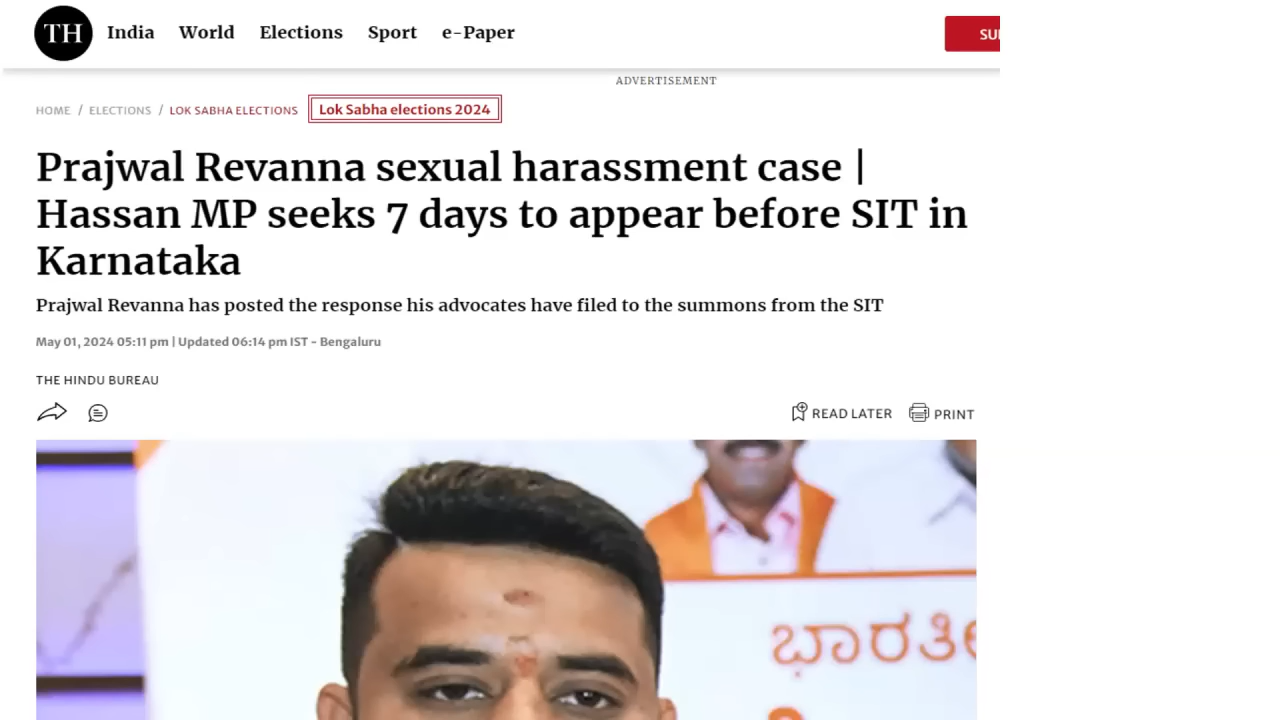 TH India World Elections Sport e-Paper
ADVERTISEMENT
HOME / ELECTIONS / LOK SABHA ELECTIONS Lok Sabha elections 2024
Prajwal Revanna sexual harassment case |
Hassan MP seeks 7 days to appear before SIT in
Karnataka
Prajwal Revanna has posted the response his advocates have filed to the summons from the SIT
May 01, 2024 05:11 pm | Updated 06:14 pm IST - Bengaluru
THE HINDU BUREAU
READ LATER PRINT